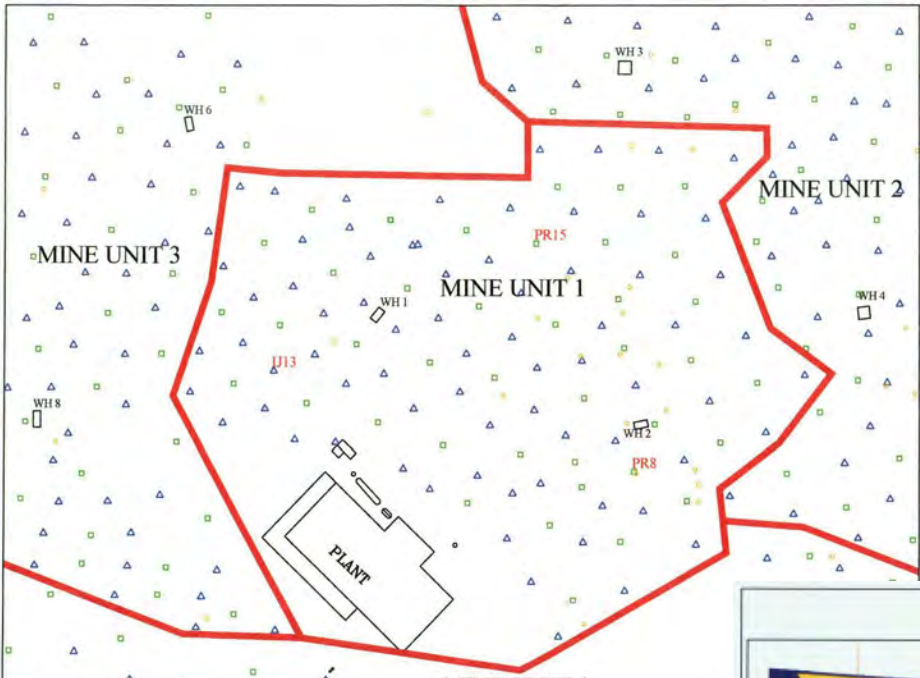 WH 3
WH 6
MINE UNIT 2
PR15
MINE UNIT 3
MINE UNIT 1
WH 1
WH 4
IJ13
WH 8
WH 2
PR8
PLANT